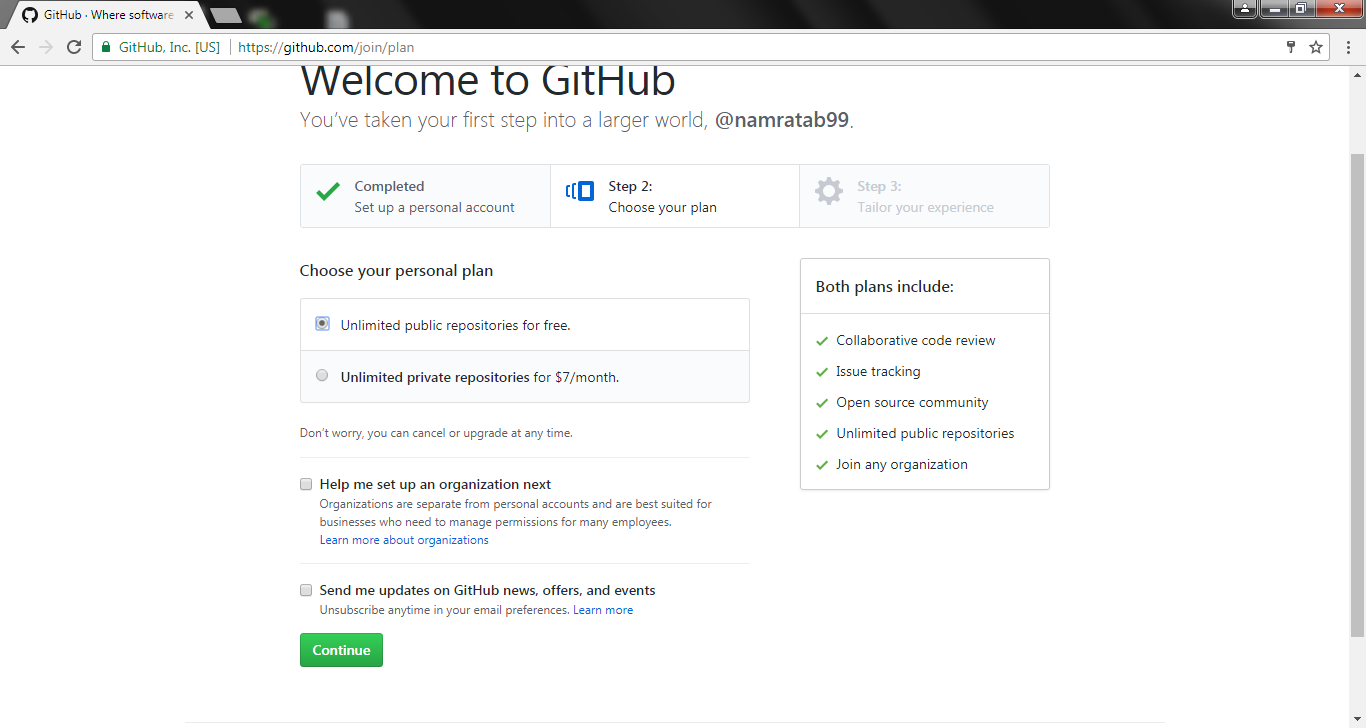 GitHub · Where software
GitHub, Inc. [US] https://github.com/join/plan
Welcome to GitHub
You’ve taken your first step into a larger world, @namratab99.
Completed
Set up a personal account
Step 2:
Choose your plan
Step 3:
Tailor your experience
Choose your personal plan
Unlimited public repositories for free.
Unlimited private repositories for $7/month.
Don’t worry, you can cancel or upgrade at any time.
Help me set up an organization next
Organizations are separate from personal accounts and are best suited for
businesses who need to manage permissions for many employees.
Learn more about organizations
Send me updates on GitHub news, offers, and events
Unsubscribe anytime in your email preferences. Learn more
Continue
Both plans include:
Collaborative code review
Issue tracking
Open source community
Unlimited public repositories
Join any organization